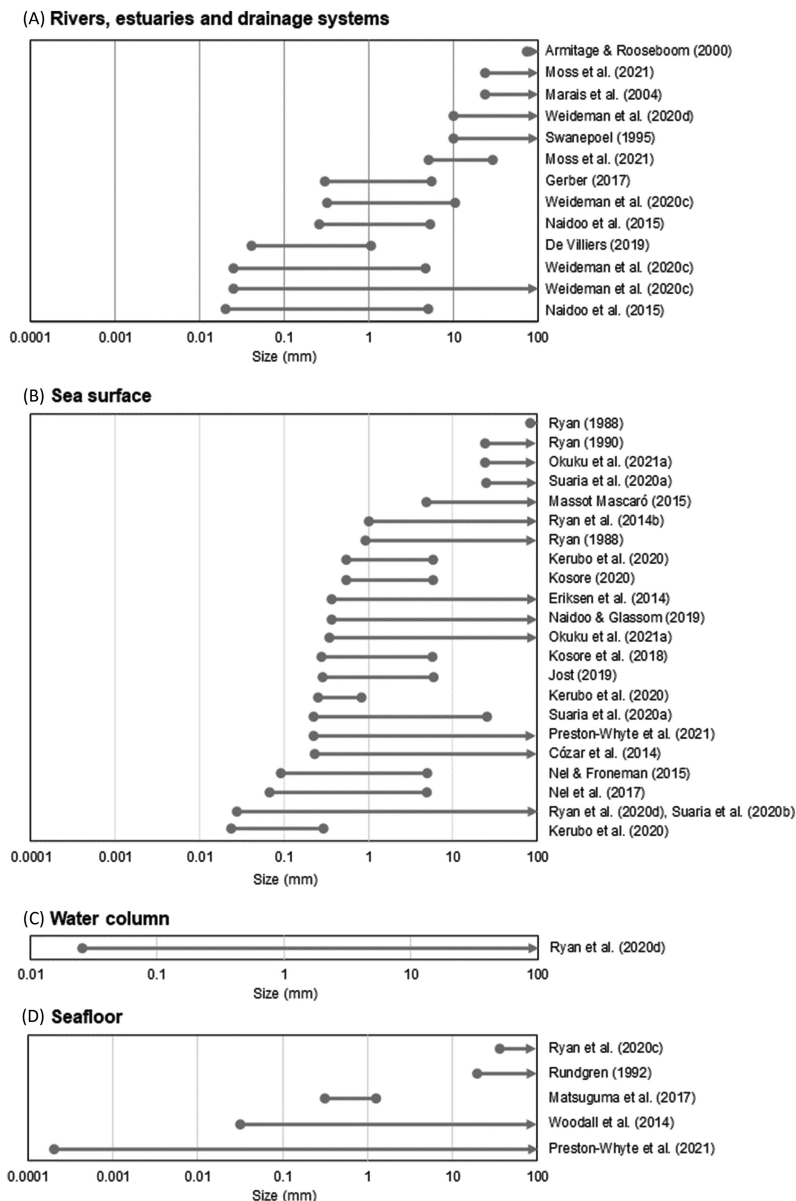 (A) Rivers, estuaries and drainage systems
Armitage & Rooseboom (2000)
Moss et al. (2021)
Marais et al. (2004)
Weideman et al. (2020d)
Swanepoel (1995)
Moss et al. (2021)
Gerber (2017)
Weideman et al. (2020c)
Naidoo et al. (2015)
De Villiers (2019)
Weideman et al. (2020c)
Weideman et al. (2020c)
Naidoo et al. (2015)
0.0001 0.001 0.01 0.1 1 10 100
Size (mm)
(B) Sea surface
Ryan (1988)
Ryan (1990)
Okuku et al. (2021a)
Suaria et al. (2020a)
Massot Mascaró (2015)
Ryan et al. (2014b)
Ryan (1988)
Kerubo et al. (2020)
Kosore (2020)
Eriksen et al. (2014)
Naidoo & Glassom (2019)
Okuku et al. (2021a)
Kosore et al. (2018)
Jost (2019)
Kerubo et al. (2020)
Suaria et al. (2020a)
Preston-Whyte et al. (2021)
Cózar et al. (2014)
Nel & Froneman (2015)
Nel et al. (2017)
Ryan et al. (2020d), Suaria et al. (2020b)
Kerubo et al. (2020)
0.0001 0.001 0.01 0.1 1 10 100
Size (mm)
(C) Water column
Ryan et al. (2020d)
0.01 0.1 1 10 100
Size (mm)
(D) Seafloor
Ryan et al. (2020c)
Rundgren (1992)
Matsuguma et al. (2017)
Woodall et al. (2014)
Preston-Whyte et al. (2021)
0.0001 0.001 0.01 0.1 1 10 100
Size (mm)